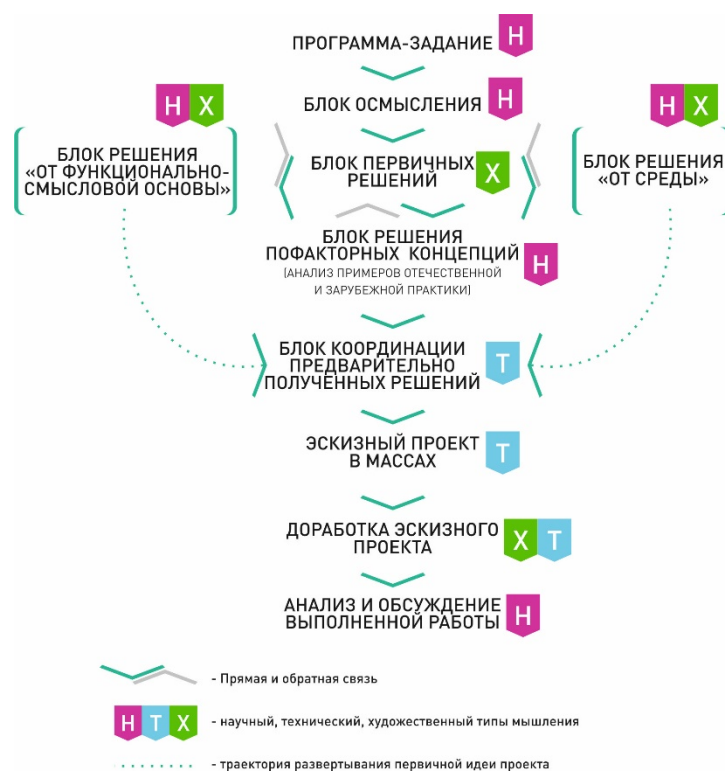 ПРОГРАММА-ЗАДАНИЕ Н
БЛОК ОСМЫСЛЕНИЯ Н
Н Х
БЛОК РЕШЕНИЯ
«ОТ ФУНКЦИОНАЛЬНО-
СМЫСЛОВОЙ ОСНОВЫ»
БЛОК ПЕРВИЧНЫХ
РЕШЕНИЙ Х
Н Х
БЛОК РЕШЕНИЯ
«ОТ СРЕДЫ»
БЛОК РЕШЕНИЯ
ПОФАКТОРНЫХ КОНЦЕПЦИЙ
(АНАЛИЗ ПРИМЕРОВ ОТЕЧЕСТВЕННОЙ
И ЗАРУБЕЖНОЙ ПРАКТИКИ)
Н
БЛОК КООРДИНАЦИИ
ПРЕДВАРИТЕЛЬНО
ПОЛУЧЕННЫХ РЕШЕНИЙ
Т
ЭСКИЗНЫЙ ПРОЕКТ
В МАССАХ
Т
ДОРАБОТКА ЭСКИЗНОГО
ПРОЕКТА
Х Т
АНАЛИЗ И ОБСУЖДЕНИЕ
ВЫПОЛНЕННОЙ РАБОТЫ
Н
- Прямая и обратная связь
Н Т Х - научный, технический, художественный типы мышления
- траектория развертывания первичной идеи проекта